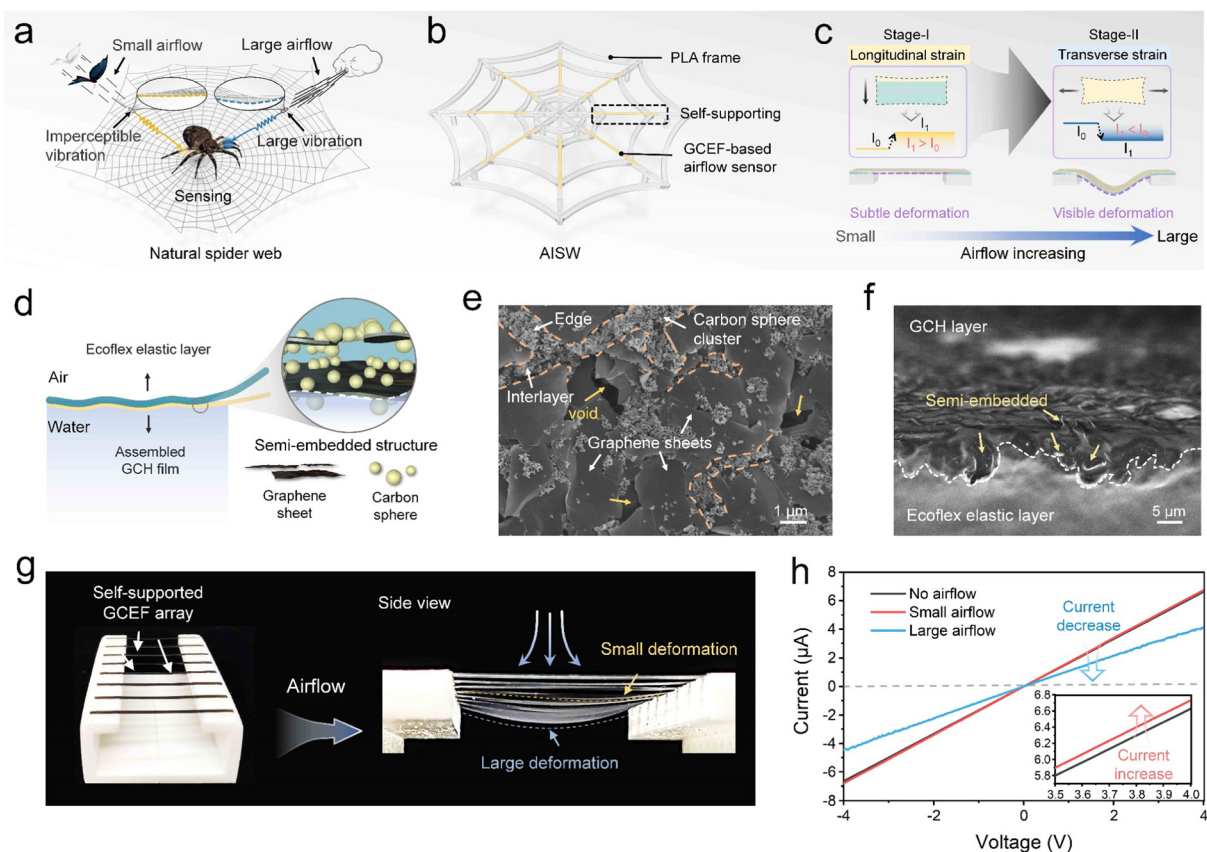 a
Small airflow
Large airflow
Imperceptible
vibration
Large vibration
Sensing
Natural spider web
b
PLA frame
Self-supporting
GCEF-based
airflow sensor
AISW
c
Stage-I
Longitudinal strain
I₁
I₀
I₁ > I₀
Subtle deformation
Stage-II
Transverse strain
I₀
I₁ < I₀
I₁
Visible deformation
Small
Large
Airflow increasing
d
Ecoflex elastic layer
Air
Water
Assembled
GCH film
Semi-embedded structure
Graphene
sheet
Carbon
sphere
e
Edge
Carbon sphere
cluster
Interlayer
void
Graphene sheets
1 µm
f
GCH layer
Semi-embedded
Ecoflex elastic layer
5 µm
g
Self-supported
GCEF array
Airflow
Side view
Small deformation
Large deformation
h
No airflow
Small airflow
Large airflow
Current
decrease
Current
increase
6.8
6.6
6.4
6.2
6.0
5.8
3.5 3.6 3.7 3.8 3.9 4.0
8
6
4
2
0
-2
-4
-6
-8
Current (µA)
-4 -2 0 2 4
Voltage (V)